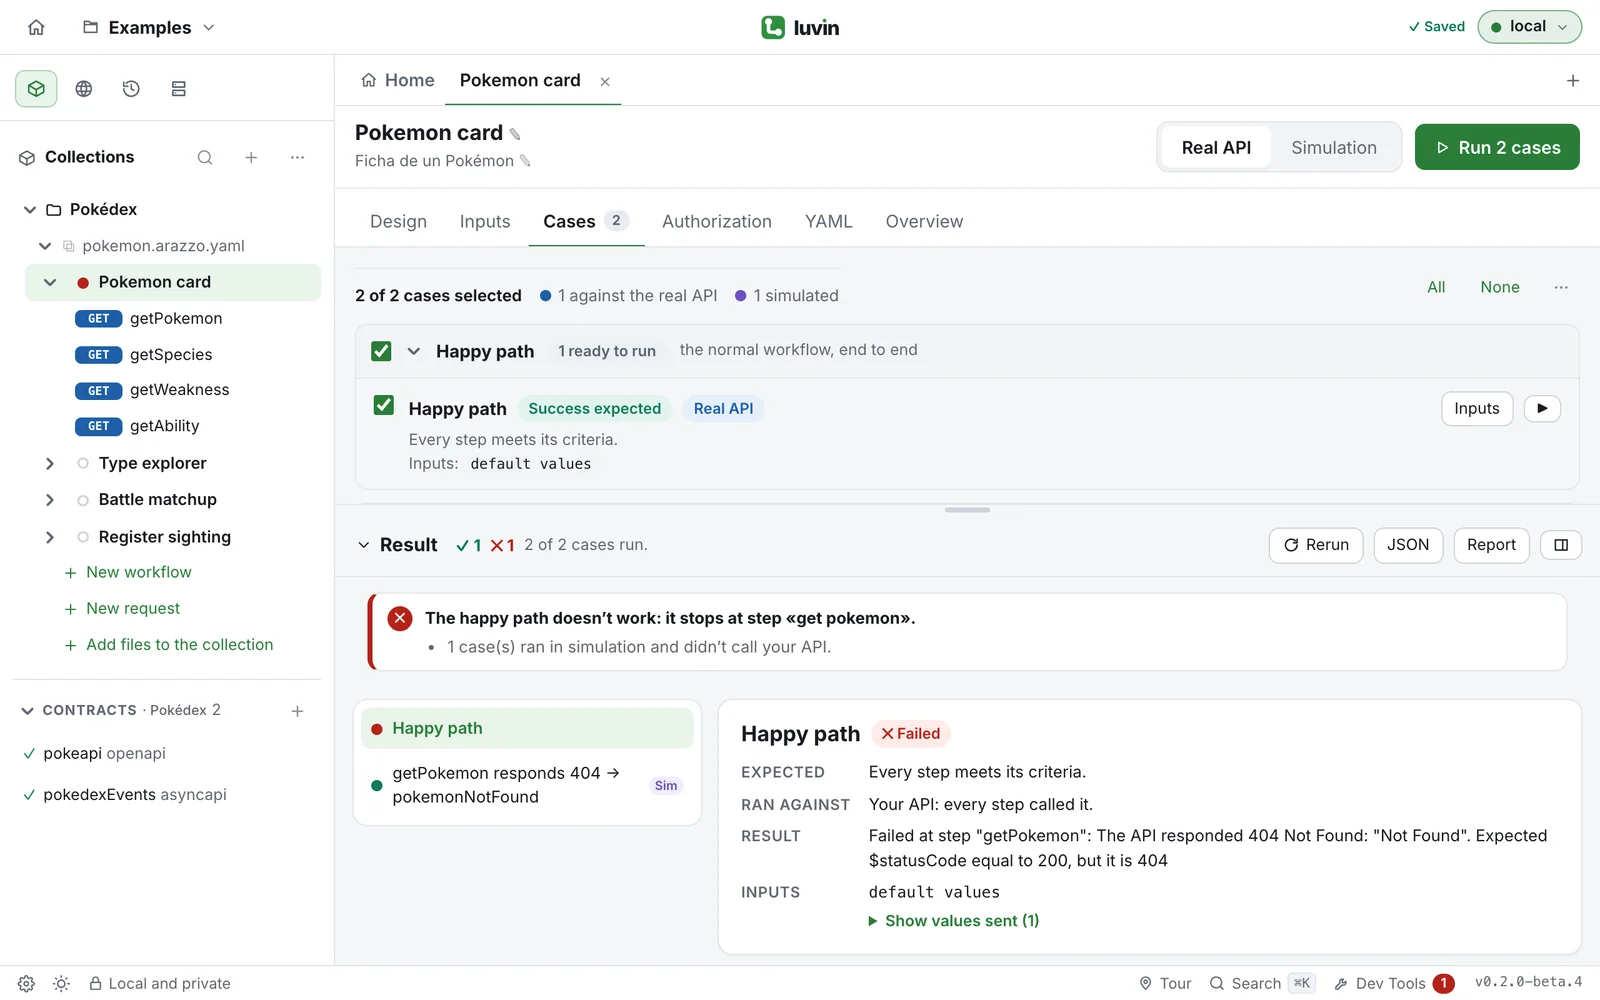 Examples
luvin
Saved
local
Home
Pokemon card
Collections
Pokédex
pokemon.arazzo.yaml
Pokemon card
GET getPokemon
GET getSpecies
GET getWeakness
GET getAbility
Type explorer
Battle matchup
Register sighting
New workflow
New request
Add files to the collection
CONTRACTS · Pokédex 2
pokeapi openapi
pokedexEvents asyncapi
Pokemon card
Ficha de un Pokémon
Real API
Simulation
Run 2 cases
Design
Inputs
Cases 2
Authorization
YAML
Overview
2 of 2 cases selected
1 against the real API
1 simulated
All
None
Happy path
1 ready to run
the normal workflow, end to end
Happy path
Success expected
Real API
Inputs
Every step meets its criteria.
Inputs: default values
Result
1
1
2 of 2 cases run.
Rerun
JSON
Report
The happy path doesn’t work: it stops at step «get pokemon».
• 1 case(s) ran in simulation and didn’t call your API.
Happy path
getPokemon responds 404 →
pokemonNotFound
Sim
Happy path
Failed
EXPECTED Every step meets its criteria.
RAN AGAINST Your API: every step called it.
RESULT Failed at step "getPokemon": The API responded 404 Not Found: "Not Found". Expected
$statusCode equal to 200, but it is 404
INPUTS default values
Show values sent (1)
Local and private
Tour
Search ⌘K
Dev Tools 1
v0.2.0-beta.4